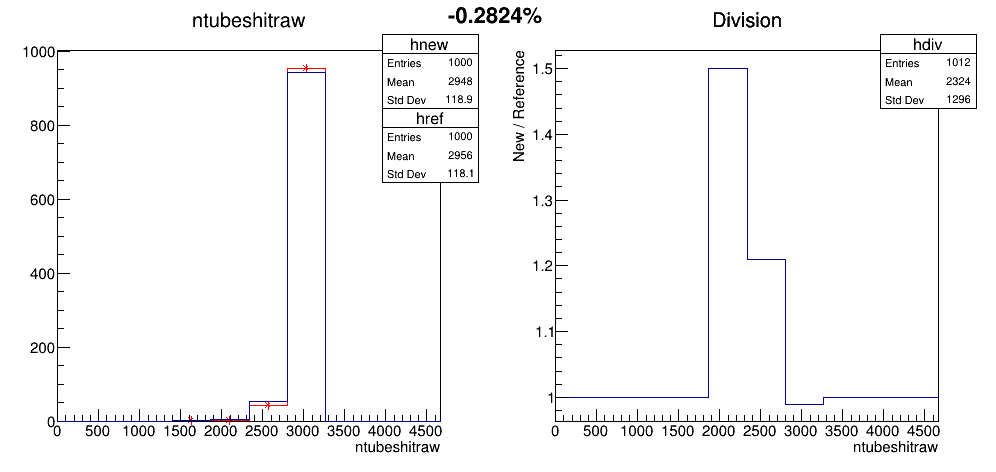 -0.2824%
ntubeshitraw
hnew
Entries 1000
Mean 2948
Std Dev 118.9
href
Entries 1000
Mean 2956
Std Dev 118.1
1000
800
600
400
200
0
0 500 1000 1500 2000 2500 3000 3500 4000 4500
ntubeshitraw
Division
hdiv
Entries 1012
Mean 2324
Std Dev 1296
New / Reference
1.5
1.4
1.3
1.2
1.1
1
0 500 1000 1500 2000 2500 3000 3500 4000 4500
ntubeshitraw